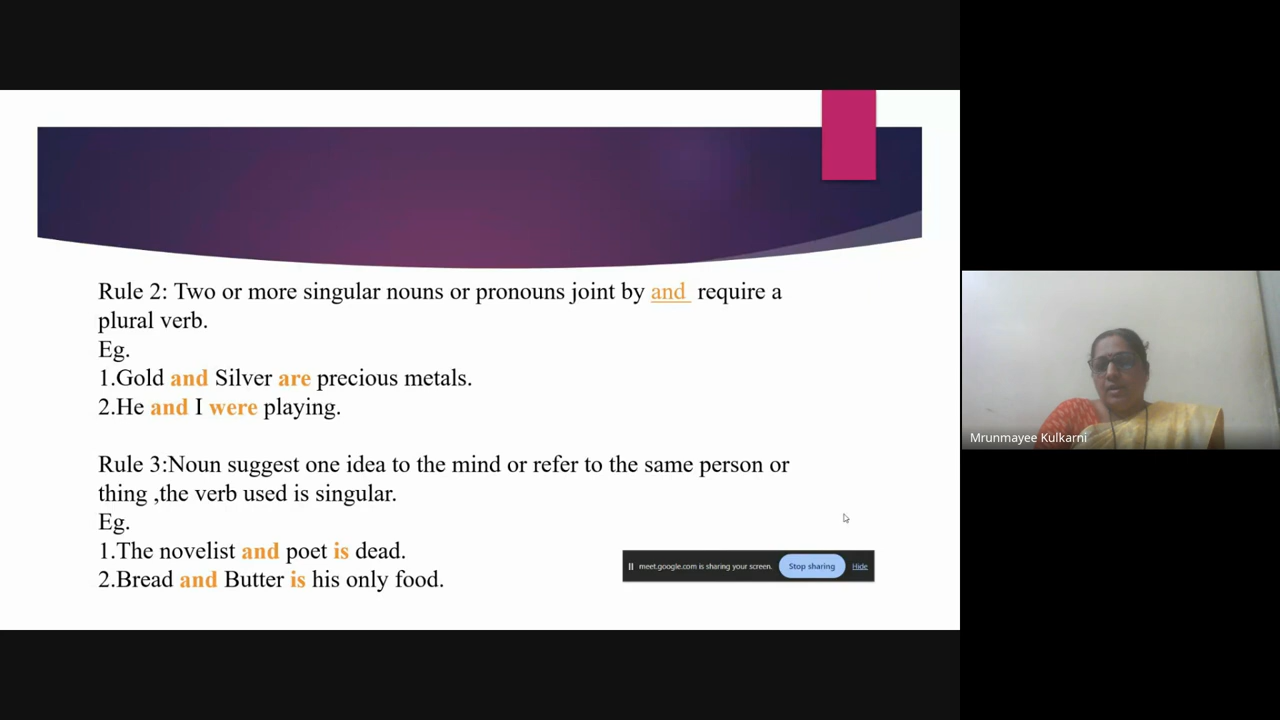 Rule 2: Two or more singular nouns or pronouns joint by and require a
plural verb.
Eg.
1.Gold and Silver are precious metals.
2.He and I were playing.
Rule 3:Noun suggest one idea to the mind or refer to the same person or
thing ,the verb used is singular.
Eg.
1.The novelist and poet is dead.
2.Bread and Butter is his only food.
meet.google.com is sharing your screen. Stop sharing Hide
Mrunmayee Kulkarni